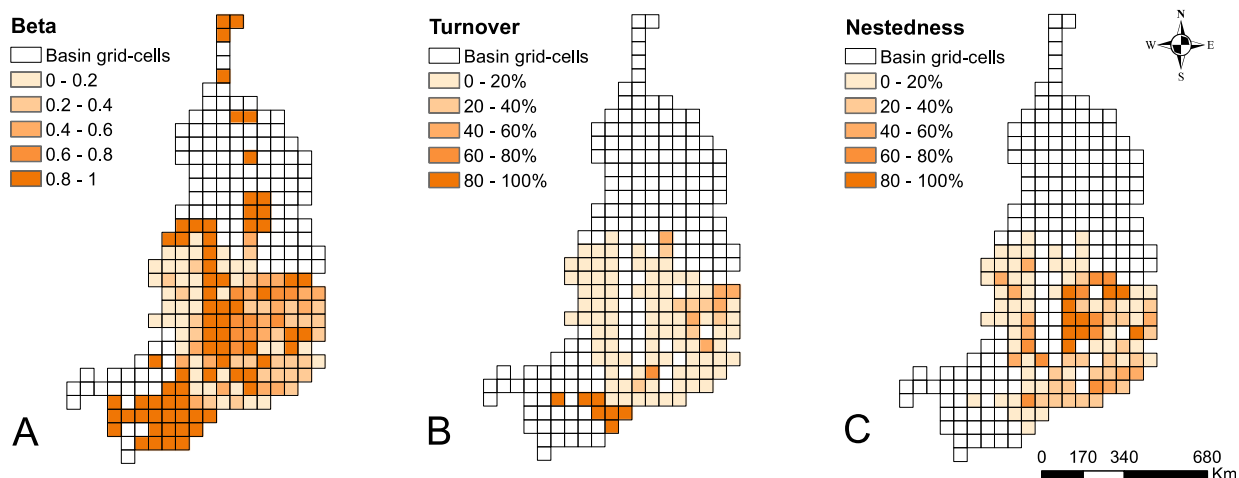 Beta
Basin grid-cells
0 - 0.2
0.2 - 0.4
0.4 - 0.6
0.6 - 0.8
0.8 - 1
A
Turnover
Basin grid-cells
0 - 20%
20 - 40%
40 - 60%
60 - 80%
80 - 100%
B
Nestedness
Basin grid-cells
0 - 20%
20 - 40%
40 - 60%
60 - 80%
80 - 100%
C
N
W E
S
0 170 340 680
Km